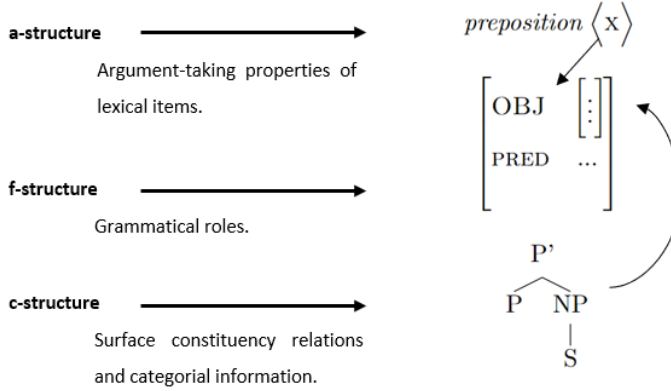 a-structure
preposition ⟨x⟩
Argument-taking properties of
lexical items.
OBJ [⋮]
PRED ...
f-structure
Grammatical roles.
P'
c-structure
P NP
Surface constituency relations
and categorial information.
S